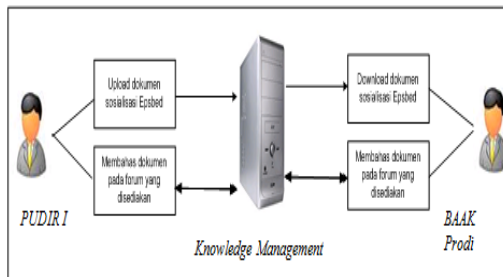 Upload dokumen
sosialisasi Epsbed
Membahas dokumen
pada forum yang
disediakan
PUDIR I
Knowledge Management
Download dokumen
sosialisasi Epsbed
Membahas dokumen
pada forum yang
disediakan
BAAK
Prodi